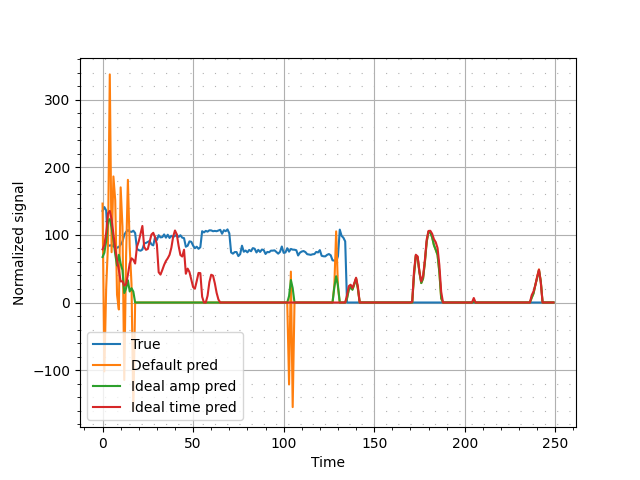 300
200
100
0
−100
Normalized signal
True
Default pred
Ideal amp pred
Ideal time pred
0
50
100
150
200
250
Time